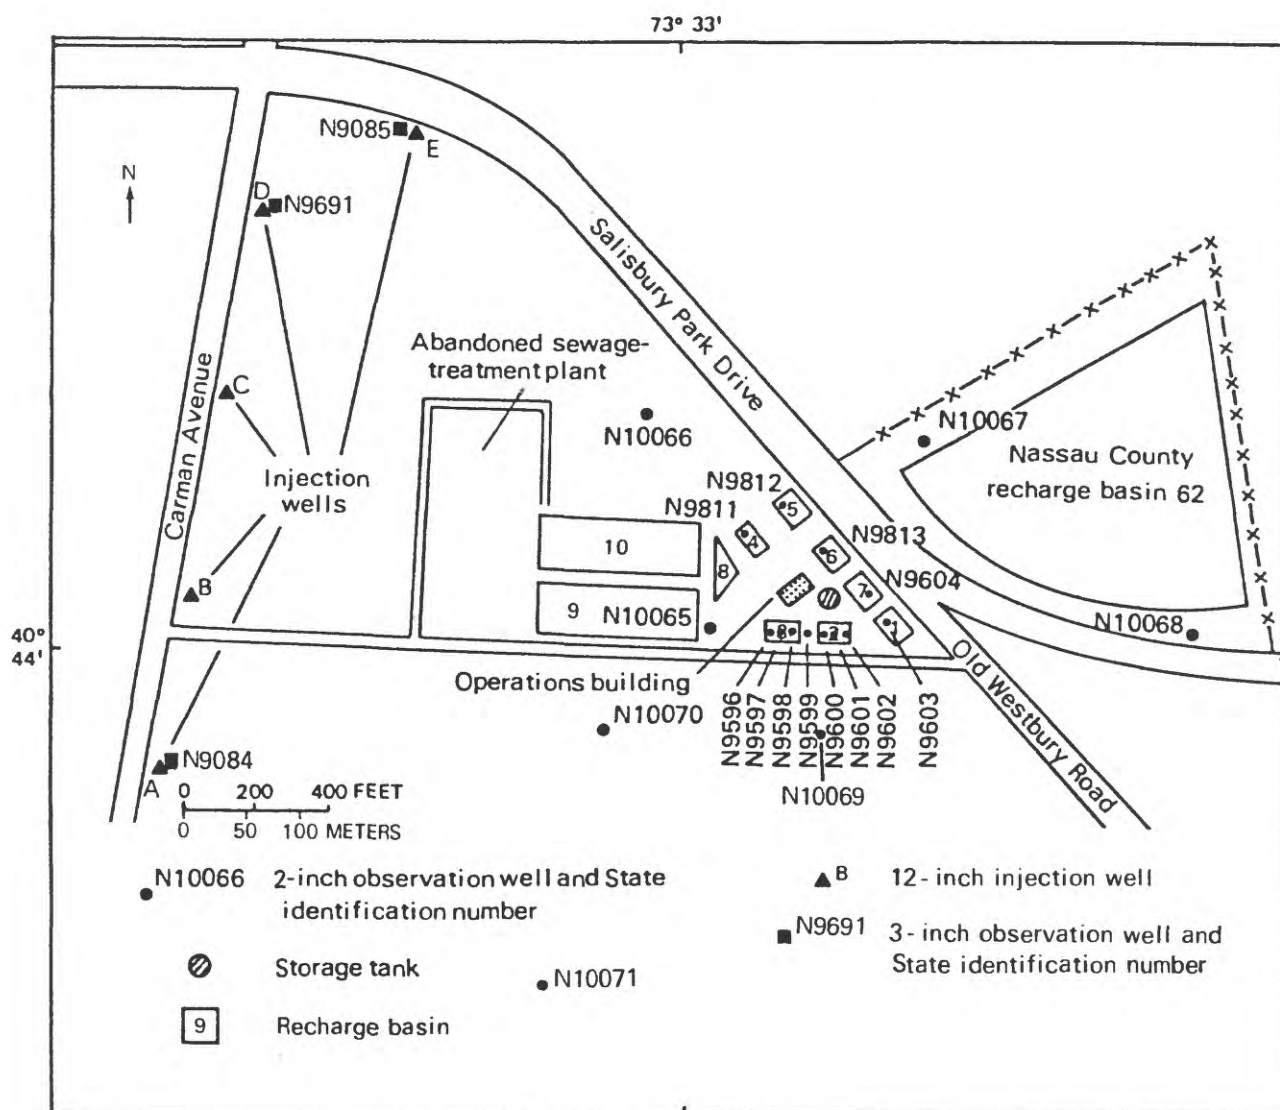 73° 33'
N9085
E
N
D
N9691
Salisbury Park Drive
Abandoned sewage-
treatment plant
Carman Avenue
C
N10066
N10067
Nassau County
recharge basin 62
Injection
wells
N9812
5
N9811
4
N9813
6
10
8
N9604
7
B
9
N10065
1
N10068
40°
44'
3
2
Old Westbury Road
Operations building
N9596
N9597
N9598
N9599
N9600
N9601
N9602
N9603
N10070
N9084
A
0 200 400 FEET
0 50 100 METERS
N10069
N10066 2-inch observation well and State
identification number
B 12-inch injection well
N9691 3-inch observation well and
State identification number
Storage tank
N10071
9 Recharge basin